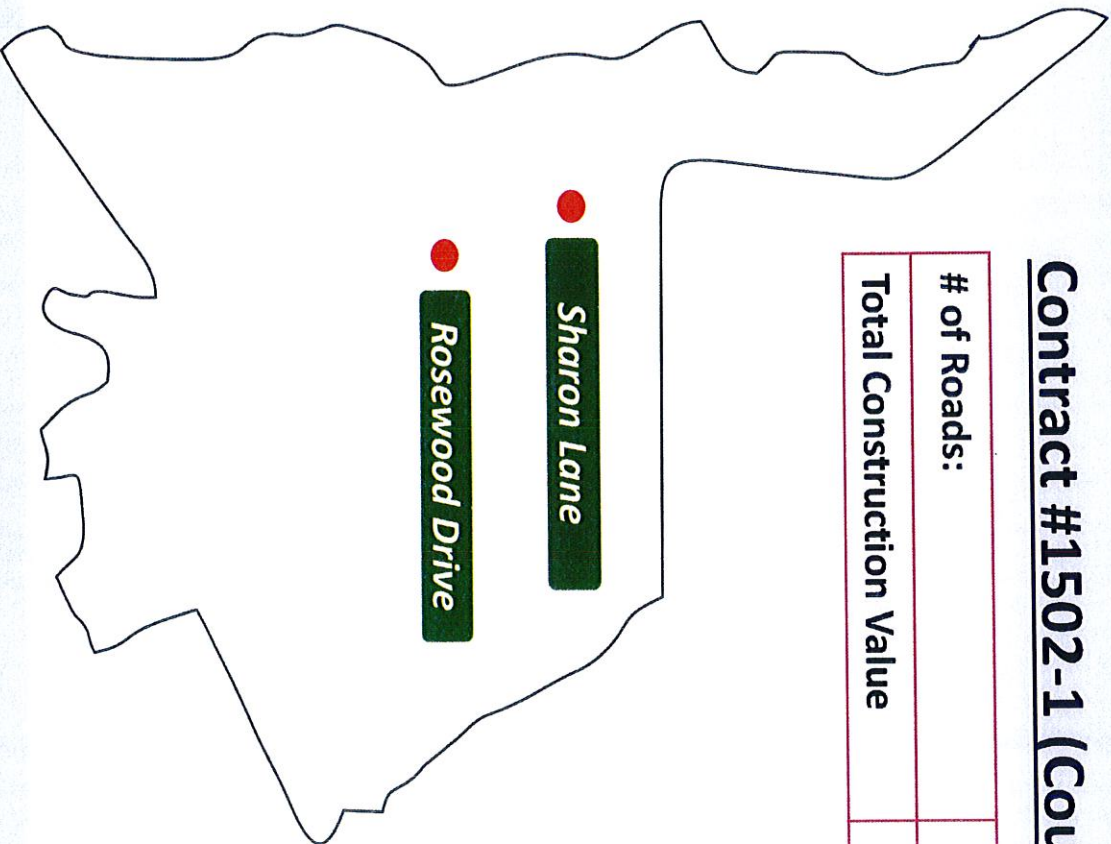 Contract #1502-1 (Cou
# of Roads:
Total Construction Value
Sharon Lane
Rosewood Drive